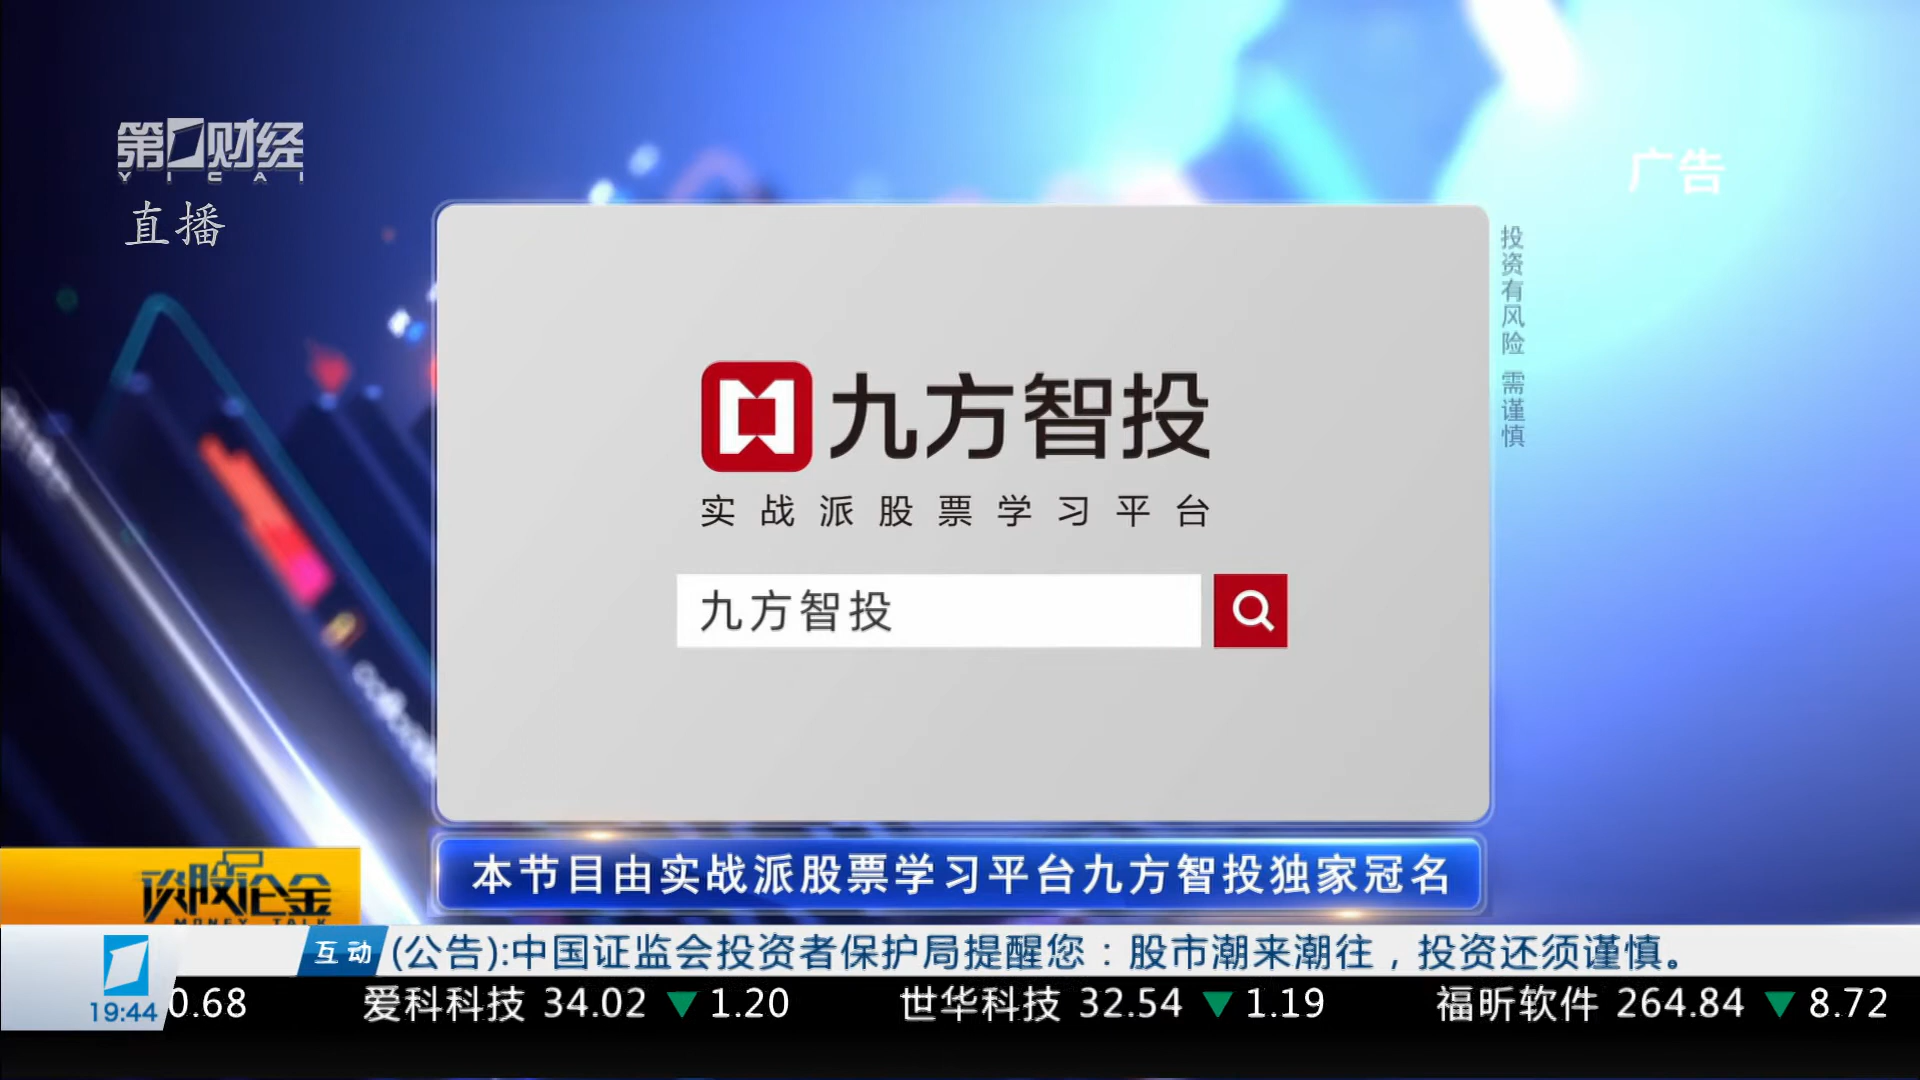 第一财经
YICAI
直播
广告
投资有风险 需谨慎
九方智投
实战派股票学习平台
九方智投
本节目由实战派股票学习平台九方智投独家冠名
谈股论金
MONEY TALK
互动 (公告):中国证监会投资者保护局提醒您：股市潮来潮往，投资还须谨慎。
19:44 0.68 爱科科技 34.02 ▼ 1.20 世华科技 32.54 ▼ 1.19 福昕软件 264.84 ▼ 8.72